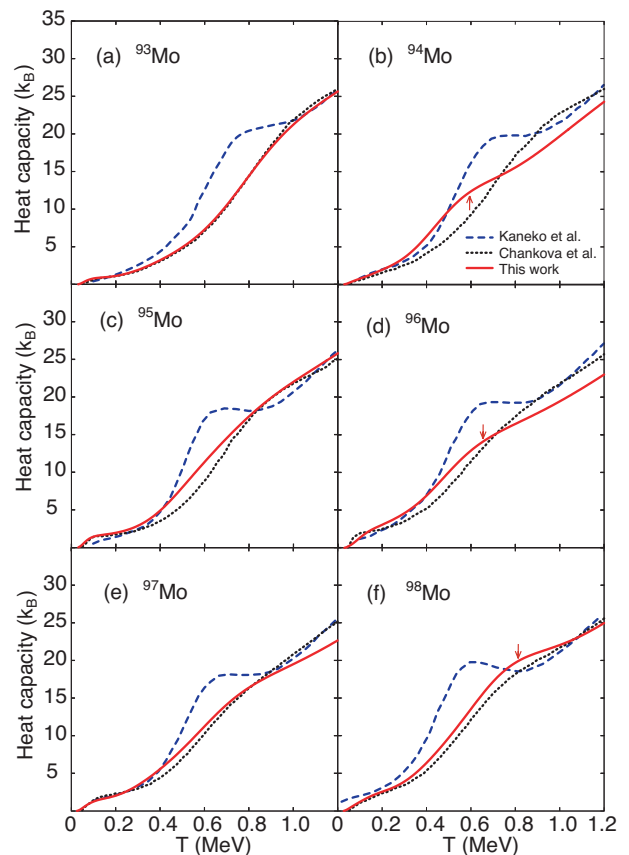 35
30
25
20
15
10
5
Heat capacity (kB)
(a) 93Mo
(b) 94Mo
Kaneko et al.
Chankova et al.
This work
30
25
20
15
10
5
Heat capacity (kB)
(c) 95Mo
(d) 96Mo
30
25
20
15
10
5
Heat capacity (kB)
(e) 97Mo
(f) 98Mo
0 0.2 0.4 0.6 0.8 1.0 0 0.2 0.4 0.6 0.8 1.0 1.2
T (MeV) T (MeV)